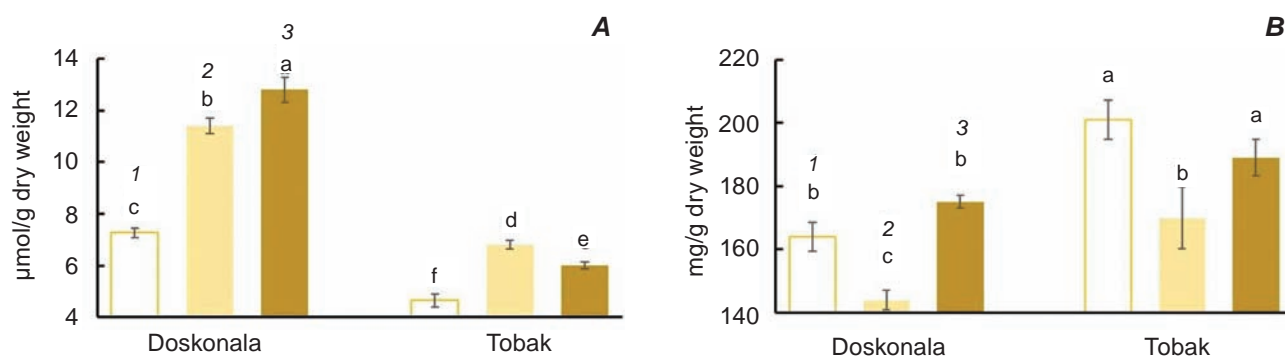 A
μmol/g dry weight
14
12
10
8
6
4
1
c
2
b
3
a
f
d
e
Doskonala
Tobak
B
mg/g dry weight
220
200
180
160
140
1
b
2
c
3
b
a
b
a
Doskonala
Tobak